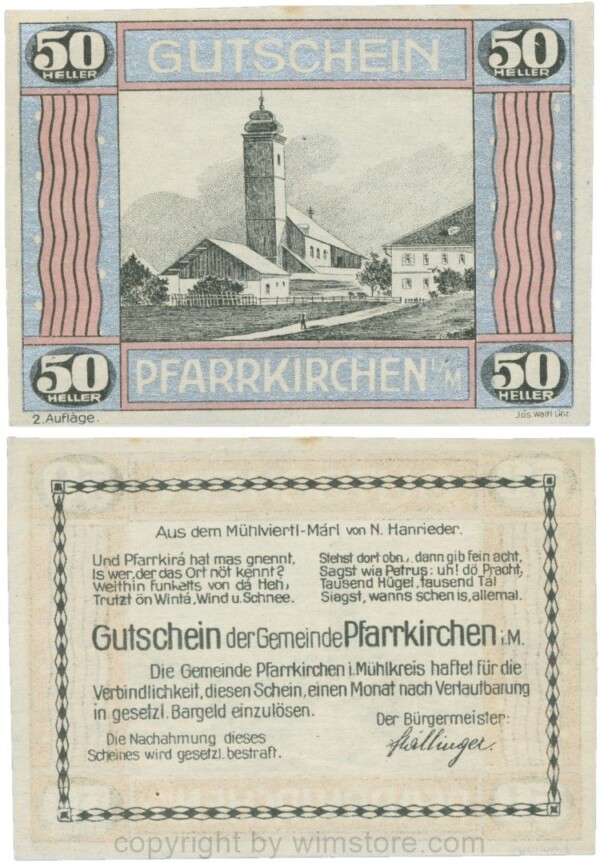 50
HELLER
GUTSCHEIN
50
HELLER
50
HELLER
PFARRKIRCHEN I/M
50
HELLER
2. Auflage.
Jos. Weiftl Linz
Aus dem Mühlviertl-Márl von N. Hanrieder.
Und Pfarrkirá hat mas gnennt,
Is wer, der das Ort nöt kennt?
Weithin funkelts von dá Heh,
Trutzt ön Wintá, Wind u. Schnee.
Stehst dort obn., dann gib fein acht,
Sagst wia Petrus: uh! dö Pracht,
Tausend Hügel, tausend Tal
Siagst, wanns schen is, allemal.
Gutschein der Gemeinde Pfarrkirchen i.M.
Die Gemeinde Pfarrkirchen i. Mühlkreis haftet für die
Verbindlichkeit, diesen Schein, einen Monat nach Verlautbarung
in gesetzl. Bargeld einzulösen.
Der Bürgermeister:
Die Nachahmung dieses
Scheines wird gesetzl. bestraft.
copyright by wimstore.com